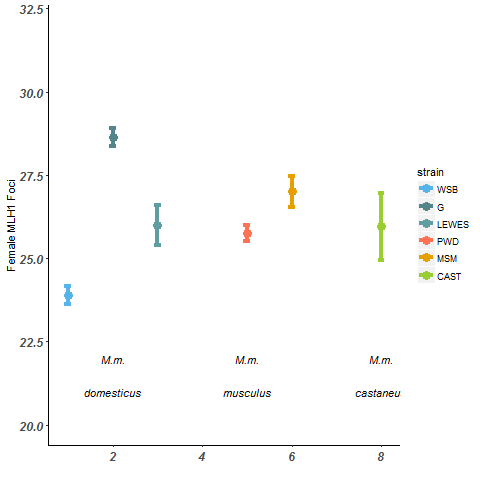 32.5
30.0
27.5
25.0
22.5
20.0
Female MLH1 Foci
M.m. M.m. M.m.
domesticus musculus castaneu
2 4 6 8
strain
WSB
G
LEWES
PWD
MSM
CAST